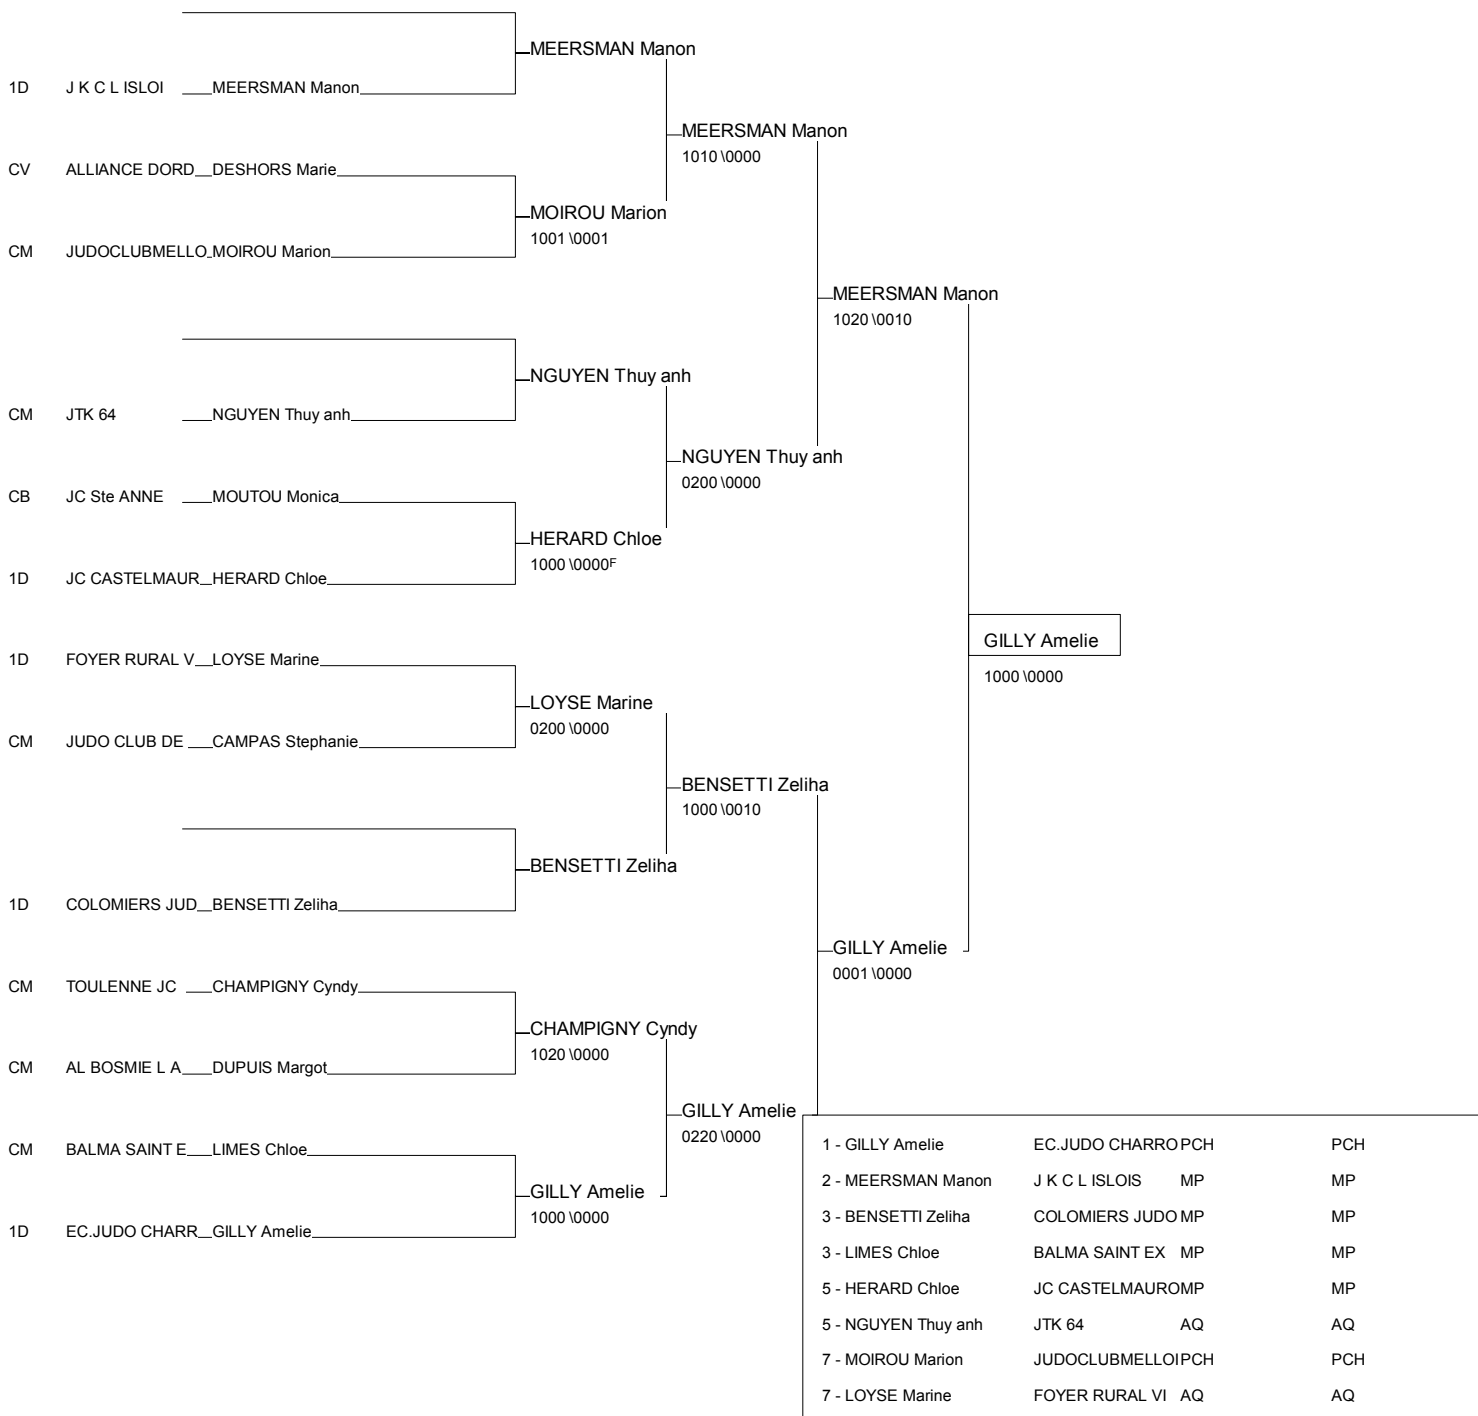 MEERSMAN Manon
1D J K C L ISLOI MEERSMAN Manon
MEERSMAN Manon
1010 \0000
CV ALLIANCE DORD DESHORS Marie
MOIROU Marion
1001 \0001
CM JUDOCLUBMELLO MOIROU Marion
MEERSMAN Manon
1020 \0010
NGUYEN Thuy anh
CM JTK 64 NGUYEN Thuy anh
NGUYEN Thuy anh
0200 \0000
CB JC Ste ANNE MOUTOU Monica
HERARD Chloe
1000 \0000F
1D JC CASTELMAUR HERARD Chloe
GILLY Amelie
1000 \0000
1D FOYER RURAL V LOYSE Marine
LOYSE Marine
0200 \0000
CM JUDO CLUB DE CAMPAS Stephanie
BENSETTI Zeliha
1000 \0010
BENSETTI Zeliha
1D COLOMIERS JUD BENSETTI Zeliha
GILLY Amelie
0001 \0000
CM TOULENNE JC CHAMPIGNY Cyndy
CHAMPIGNY Cyndy
1020 \0000
CM AL BOSMIE L A DUPUIS Margot
GILLY Amelie
0220 \0000
CM BALMA SAINT E LIMES Chloe
GILLY Amelie
1000 \0000
1D EC.JUDO CHARR GILLY Amelie
1 - GILLY Amelie EC.JUDO CHARRO PCH PCH
2 - MEERSMAN Manon J K C L ISLOIS MP MP
3 - BENSETTI Zeliha COLOMIERS JUDO MP MP
3 - LIMES Chloe BALMA SAINT EX MP MP
5 - HERARD Chloe JC CASTELMAURO MP MP
5 - NGUYEN Thuy anh JTK 64 AQ AQ
7 - MOIROU Marion JUDOCLUBMELLOI PCH PCH
7 - LOYSE Marine FOYER RURAL VI AQ AQ